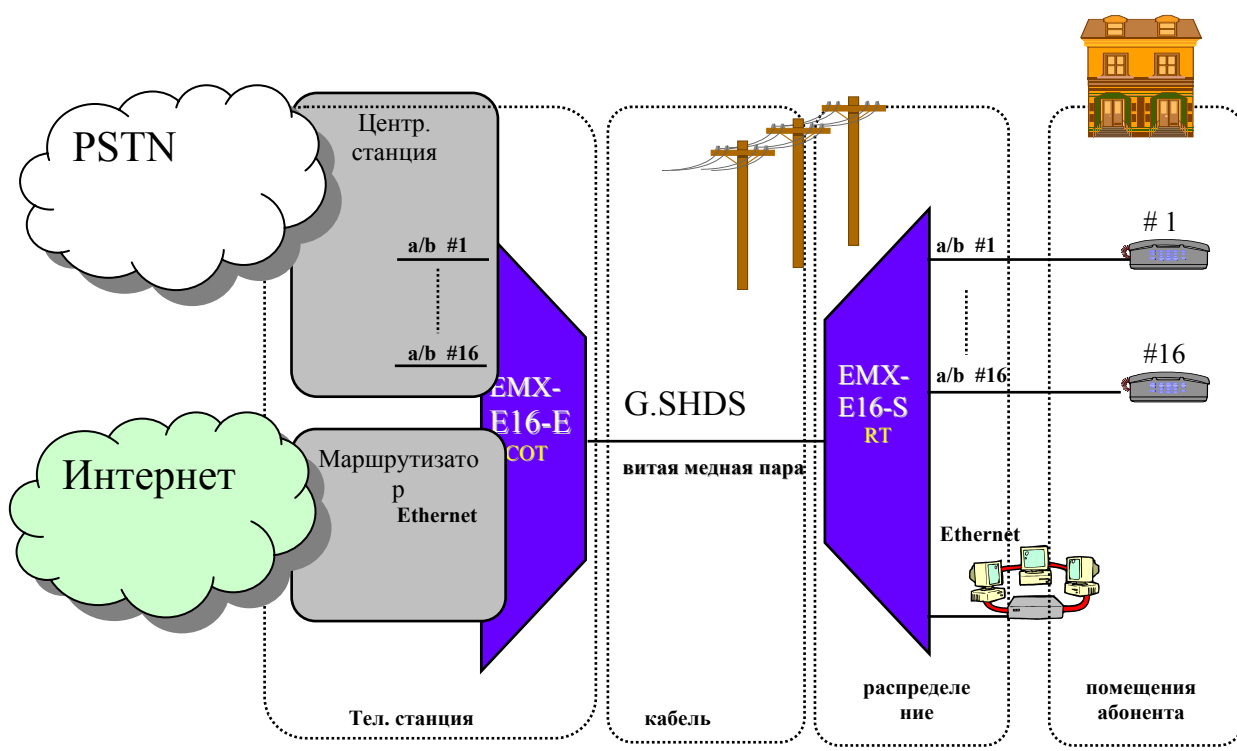 PSTN
Центр.
станция
a/b #1
a/b #16
EMX-
E16-E
COT
Интернет
Маршрутизато
р
Ethernet
G.SHDS
витая медная пара
EMX-
E16-S
RT
a/b #1
a/b #16
Ethernet
# 1
#16
Тел. станция
кабель
распределе
ние
помещения
абонента